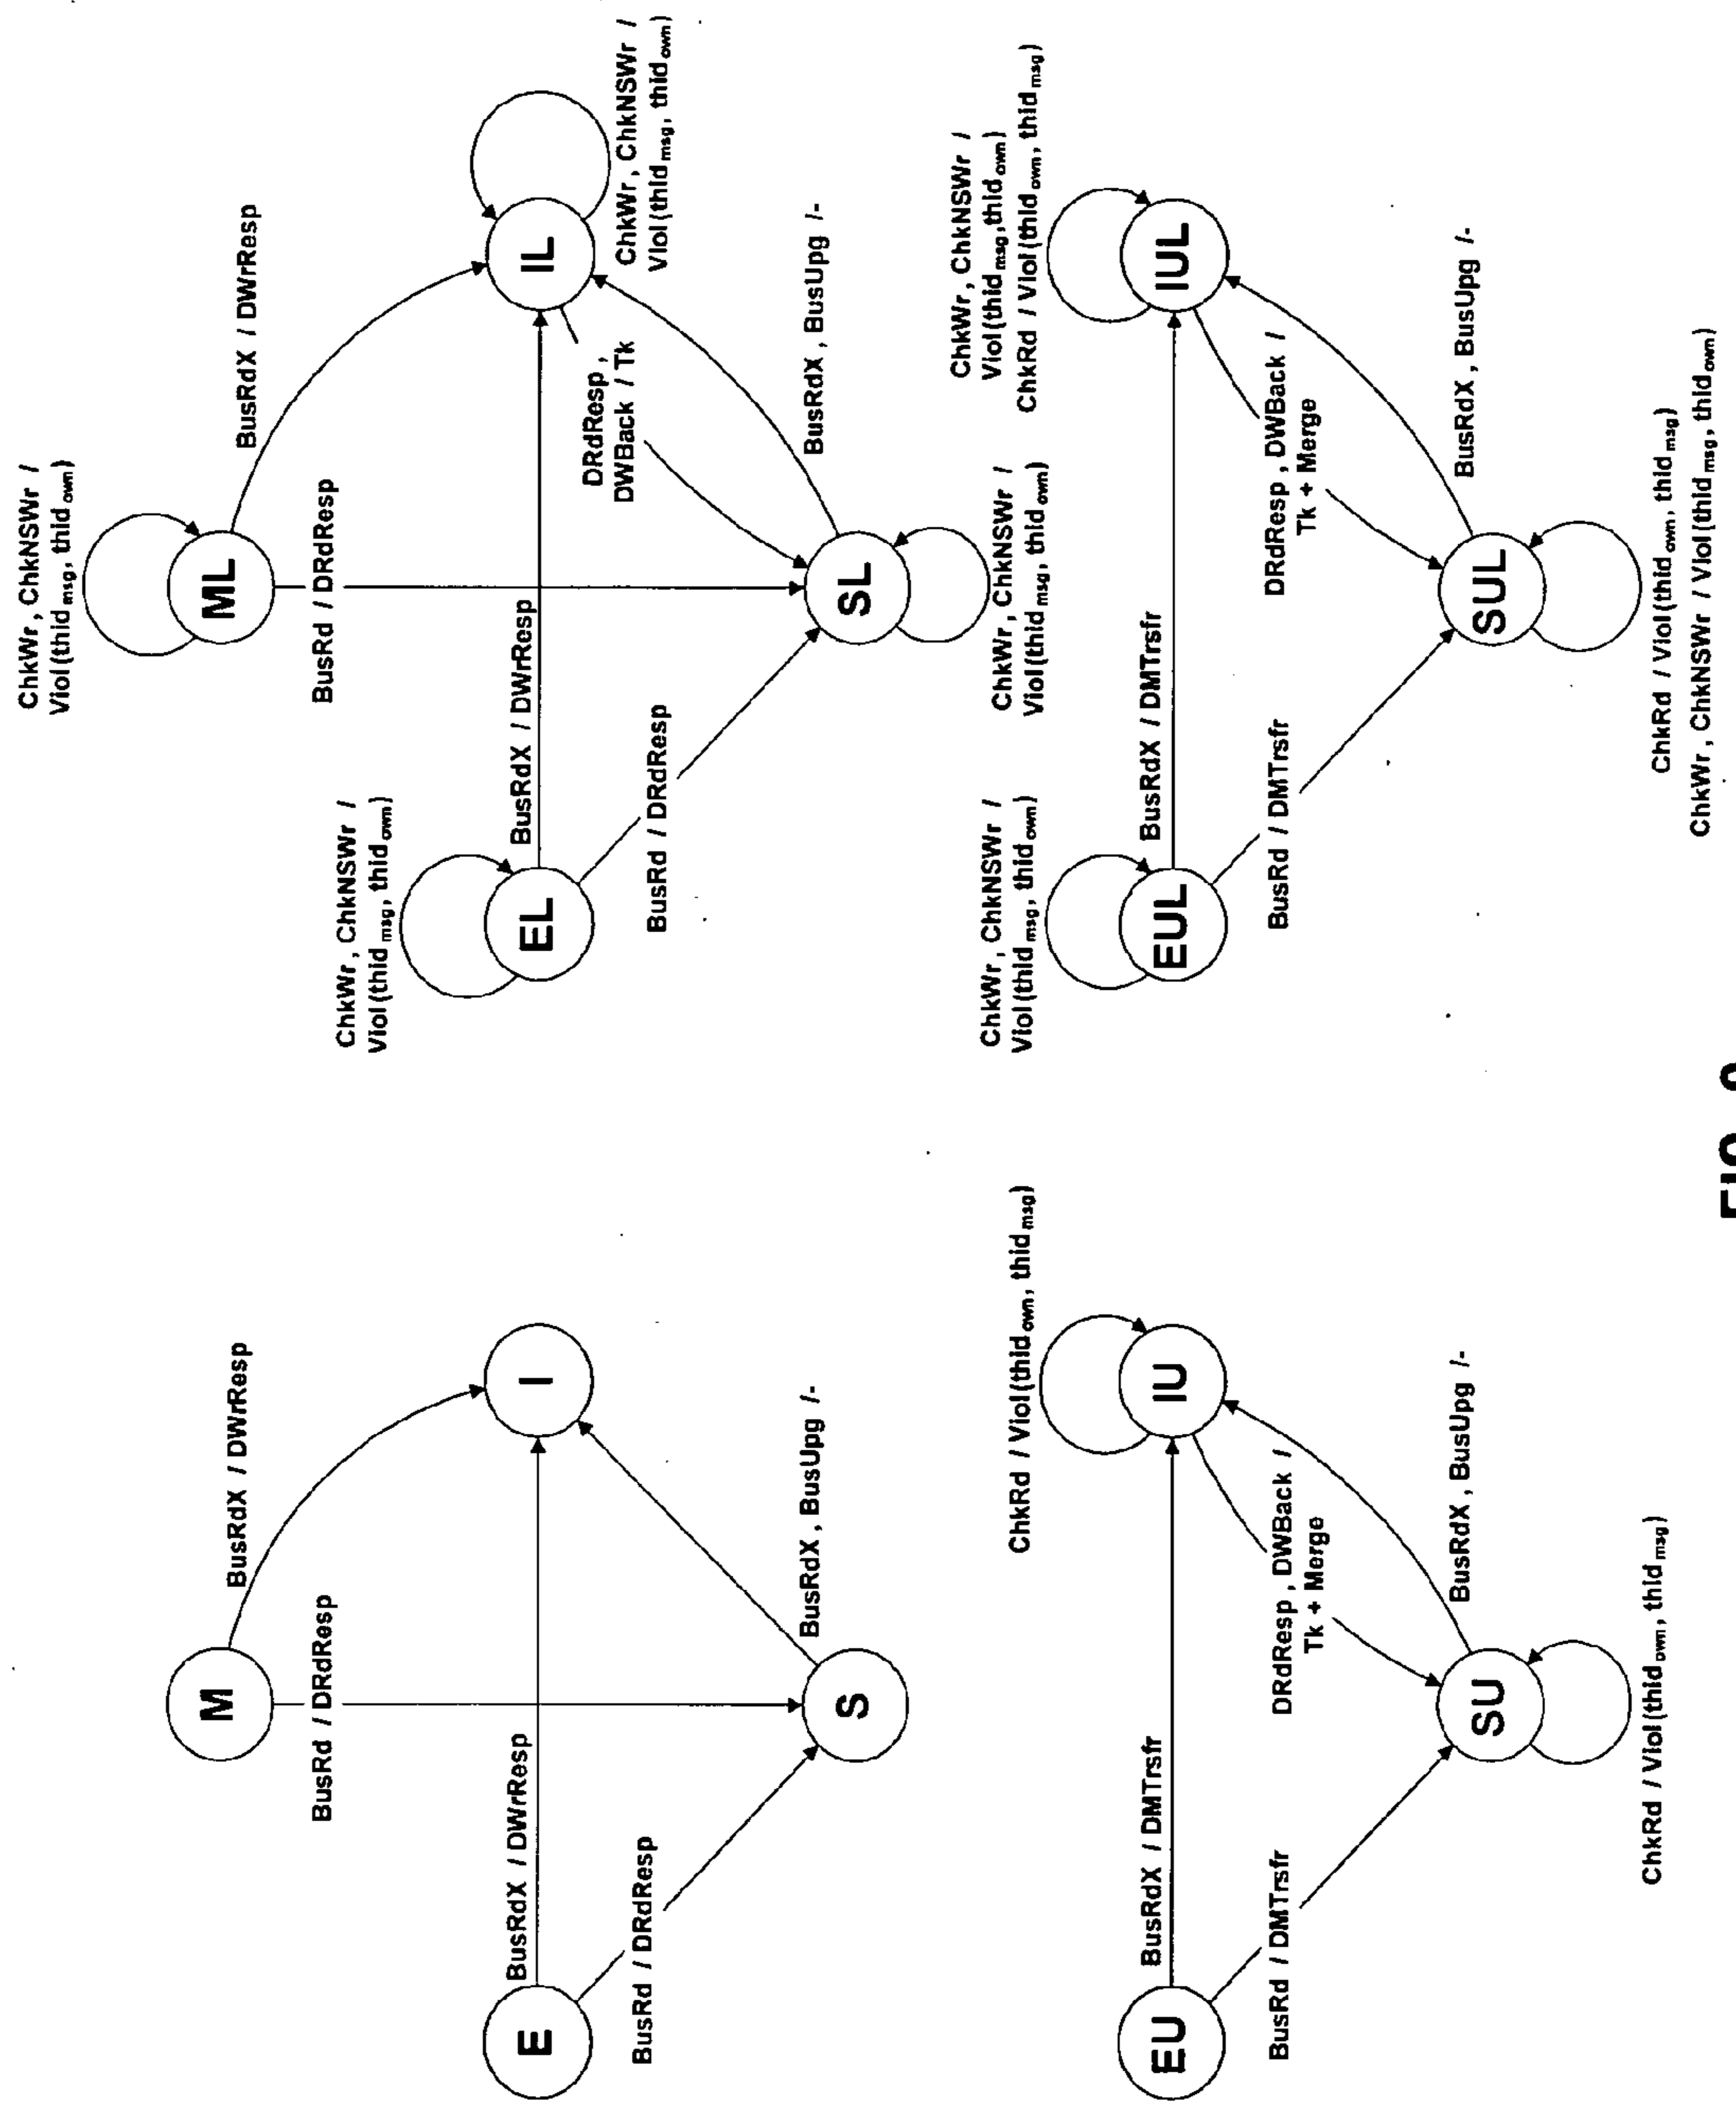 M
BusRdX / DWrResp
BusRd / DRdResp
E
BusRdX / DWrResp
I
BusRd / DRdResp
BusRdX, BusUpg /-
S
ChkWr, ChkNSWr /
Viol(thid msg, thid own)
ML
BusRdX / DWrResp
BusRd / DRdResp
ChkWr, ChkNSWr /
Viol(thid msg, thid own)
EL
BusRdX / DWrResp
IL
ChkWr, ChkNSWr /
Viol(thid msg, thid own)
DRdResp,
DWBack / Tk
BusRd / DRdResp
BusRdX, BusUpg /-
SL
ChkWr, ChkNSWr /
Viol(thid msg, thid own)
ChkRd / Viol(thid own, thid msg)
EU
BusRdX / DMTrsfr
IU
BusRd / DMTrsfr
DRdResp, DWBack /
Tk + Merge
BusRdX, BusUpg /-
SU
ChkRd / Viol(thid own, thid msg)
ChkWr, ChkNSWr /
Viol(thid msg, thid own)
ChkWr, ChkNSWr /
Viol(thid msg, thid own)
ChkRd / Viol(thid own, thid msg)
EUL
BusRdX / DMTrsfr
IUL
BusRd / DMTrsfr
DRdResp, DWBack /
Tk + Merge
BusRdX, BusUpg /-
SUL
ChkRd / Viol(thid own, thid msg)
ChkWr, ChkNSWr / Viol(thid msg, thid own)
FIG.